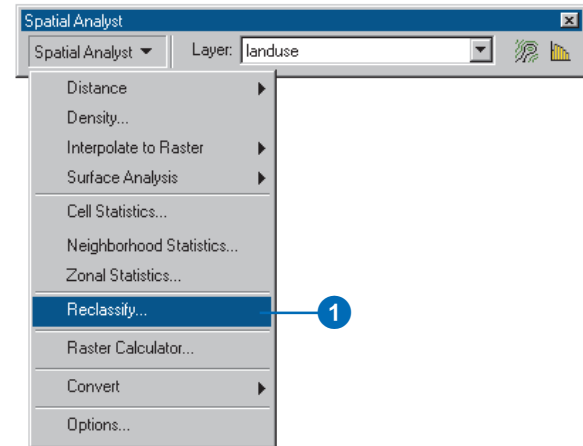 Spatial Analyst
Spatial Analyst Layer: landuse
Distance
Density...
Interpolate to Raster
Surface Analysis
Cell Statistics...
Neighborhood Statistics...
Zonal Statistics...
Reclassify... 1
Raster Calculator...
Convert
Options...